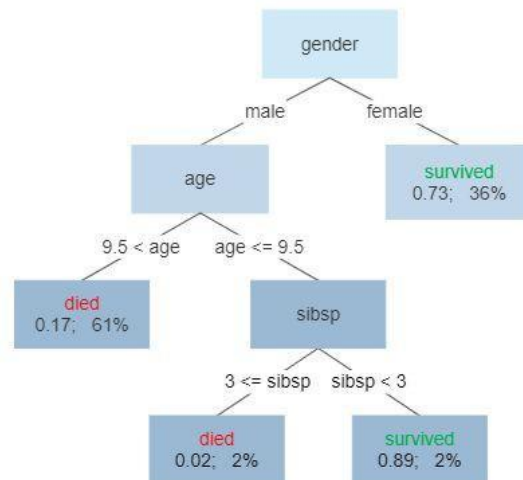 gender
male
female
age
survived
0.73; 36%
9.5 < age
age <= 9.5
died
0.17; 61%
sibsp
3 <= sibsp
sibsp < 3
died
0.02; 2%
survived
0.89; 2%